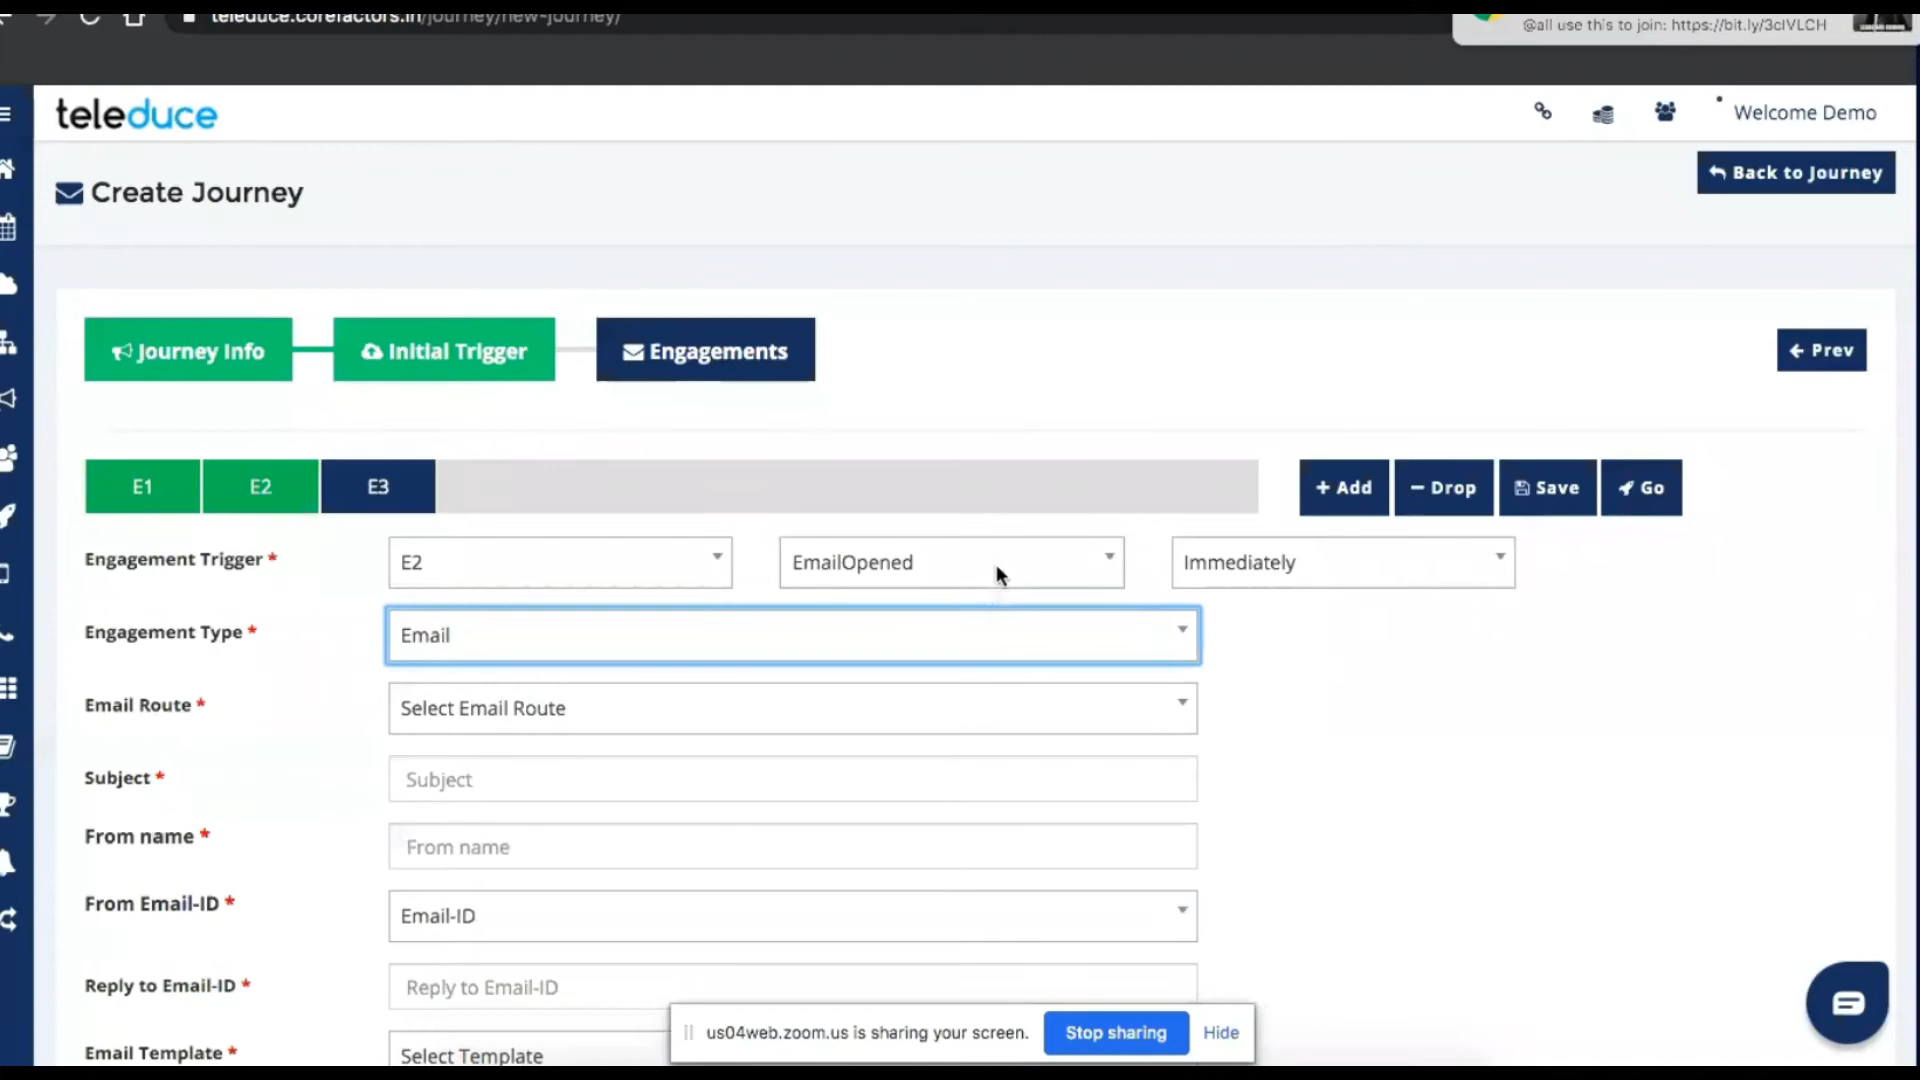 teleduce.corefactors.in/journey/new-journey/
@all use this to join: https://bit.ly/3cIVLCH
teleduce
Welcome Demo
Create Journey
Back to Journey
Journey Info
Initial Trigger
Engagements
Prev
E1
E2
E3
+ Add
− Drop
Save
Go
Engagement Trigger *
E2
EmailOpened
Immediately
Engagement Type *
Email
Email Route *
Select Email Route
Subject *
Subject
From name *
From name
From Email-ID *
Email-ID
Reply to Email-ID *
Reply to Email-ID
Email Template *
Select Template
us04web.zoom.us is sharing your screen.
Stop sharing
Hide